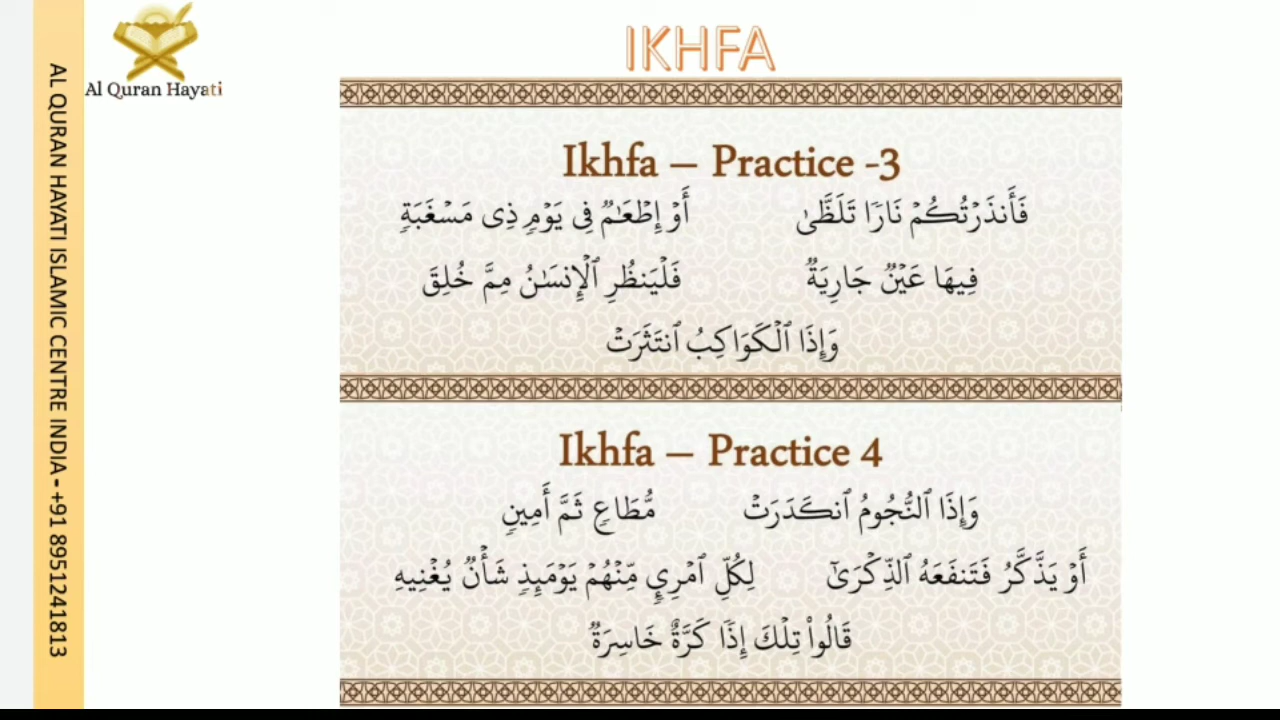 IKHFA
Al Quran Hayati
AL QURAN HAYATI ISLAMIC CENTRE INDIA - +91 8951241813
Ikhfa – Practice -3
فَأَنذَرۡتُكُمۡ نَارٗا تَلَظَّىٰ أَوۡ إِطۡعَٰمٞ فِي يَوۡمٖ ذِي مَسۡغَبَةٖ
فِيهَا عَيۡنٞ جَارِيَةٞ فَلۡيَنظُرِ ٱلۡإِنسَٰنُ مِمَّ خُلِقَ
وَإِذَا ٱلۡكَوَاكِبُ ٱنتَثَرَتۡ
Ikhfa – Practice 4
وَإِذَا ٱلنُّجُومُ ٱنكَدَرَتۡ مُّطَاعٖ ثَمَّ أَمِينٖ
أَوۡ يَذَّكَّرُ فَتَنفَعَهُ ٱلذِّكۡرَىٰٓ لِكُلِّ ٱمۡرِيٕٖ مِّنۡهُمۡ يَوۡمَئِذٖ شَأۡنٞ يُغۡنِيهِ
قَالُواْ تِلۡكَ إِذٗا كَرَّةٌ خَاسِرَةٞ